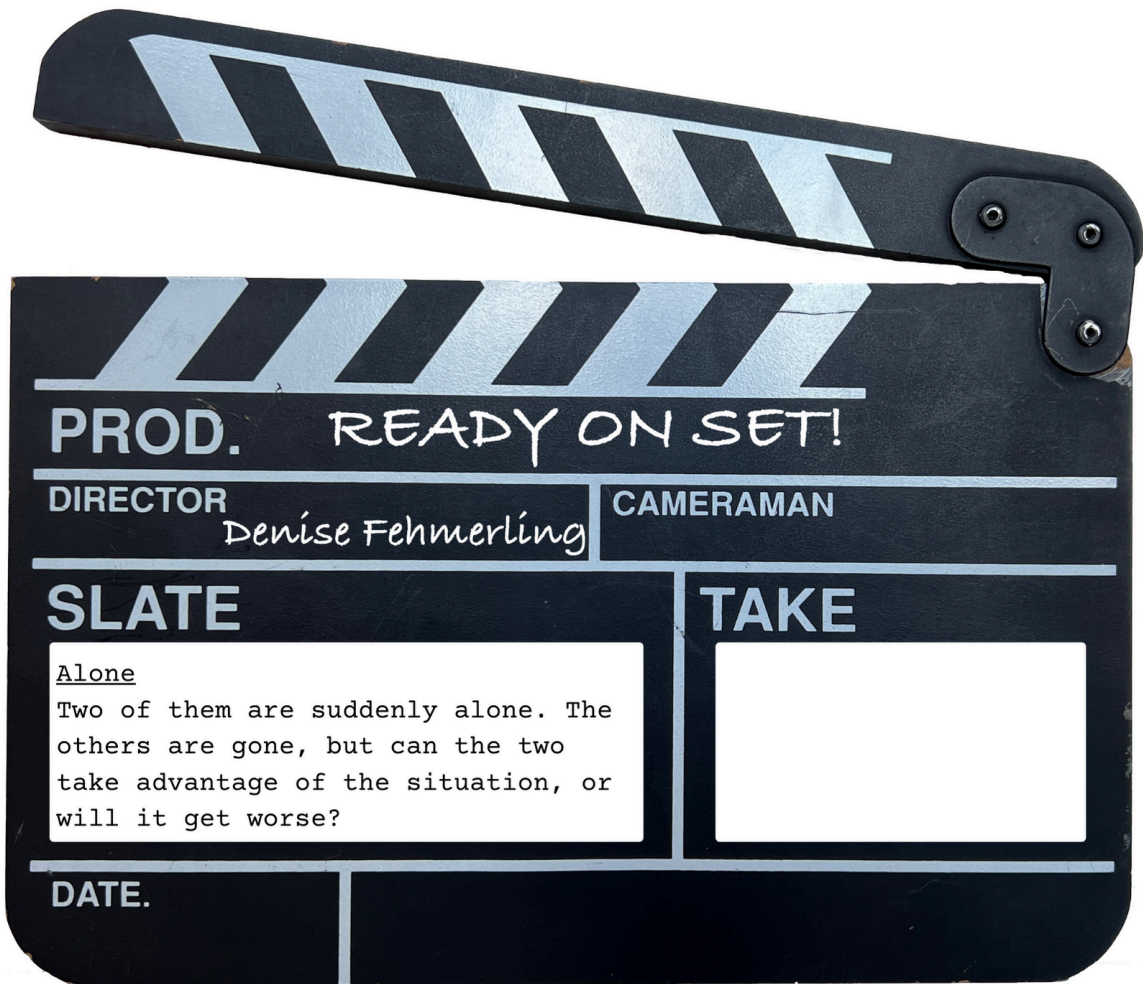 PROD. READY ON SET!
DIRECTOR
Denise Fehmerling
CAMERAMAN
SLATE
Alone
Two of them are suddenly alone. The
others are gone, but can the two
take advantage of the situation, or
will it get worse?
TAKE
DATE.